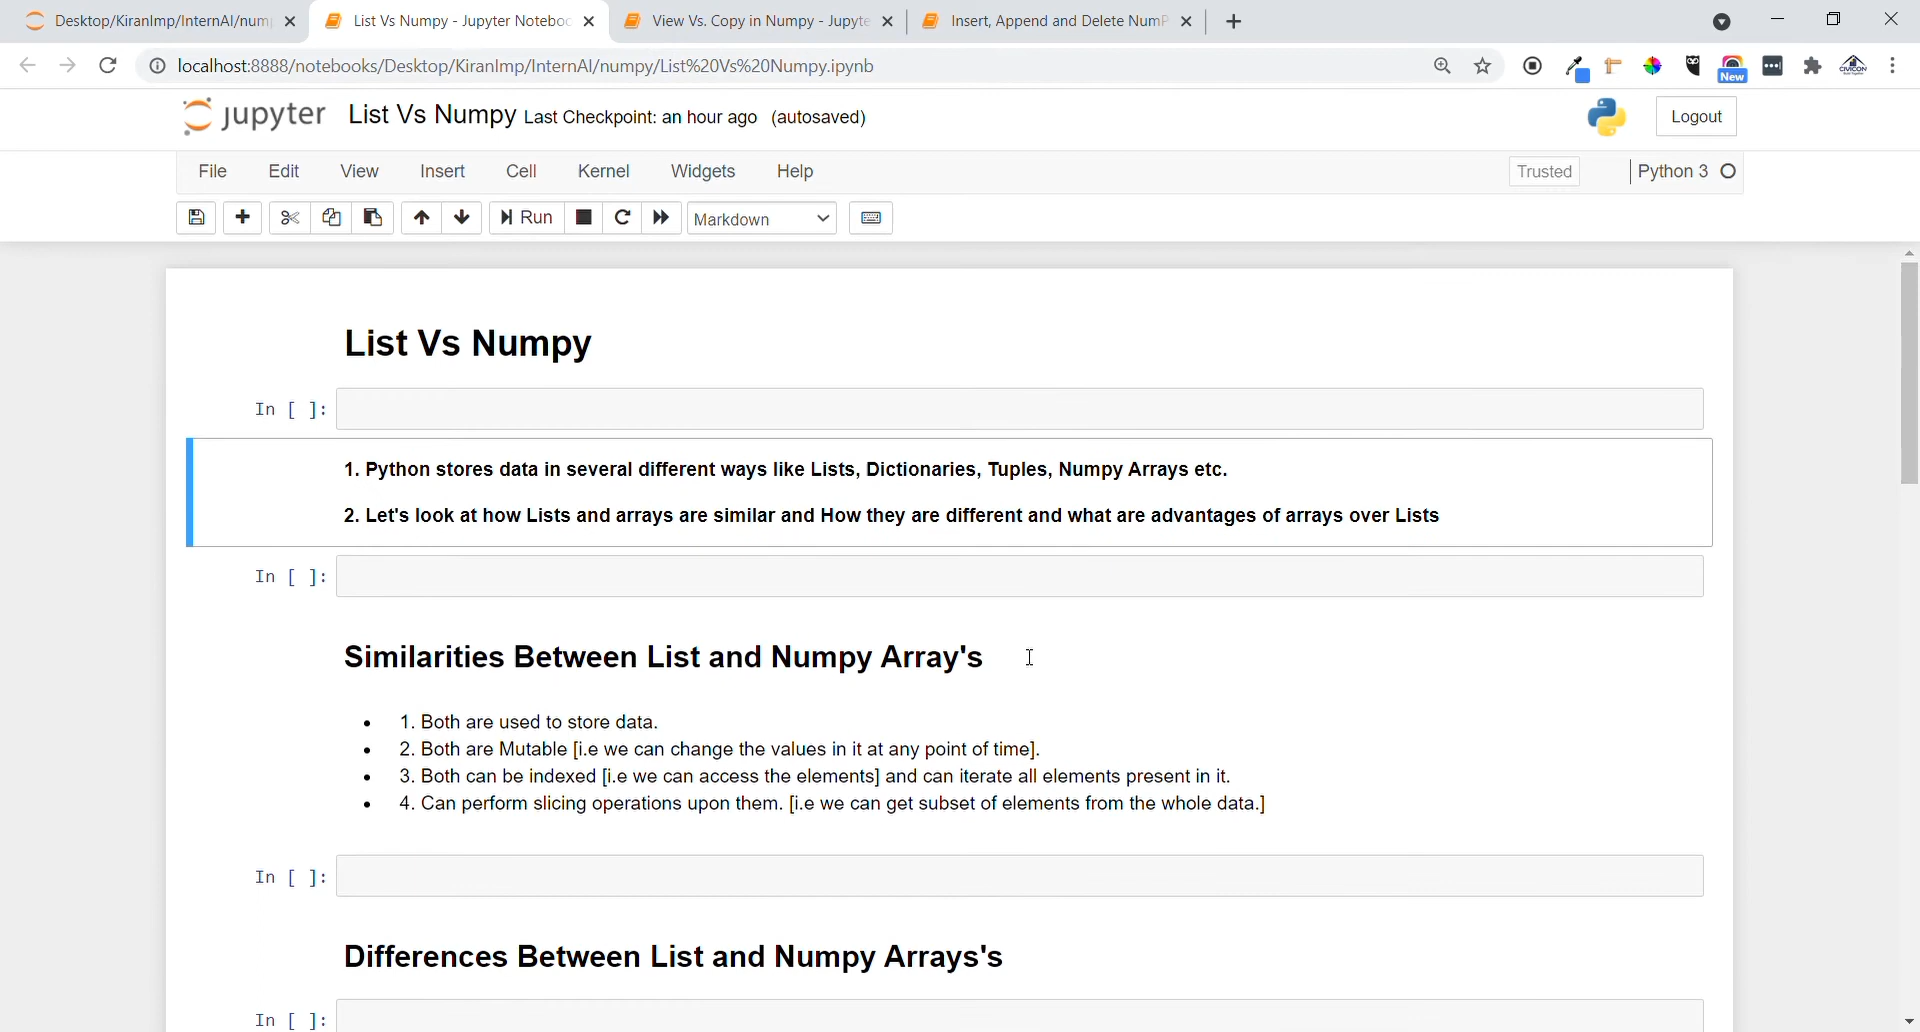 Desktop/KiranImp/InternAI/num
List Vs Numpy - Jupyter Noteboo
View Vs. Copy in Numpy - Jupyte
Insert, Append and Delete NumP
localhost:8888/notebooks/Desktop/KiranImp/InternAI/numpy/List%20Vs%20Numpy.ipynb
New
CIVICON
jupyter List Vs Numpy Last Checkpoint: an hour ago (autosaved)
Logout
File Edit View Insert Cell Kernel Widgets Help
Trusted
Python 3
Run
Markdown
List Vs Numpy
In [ ]:
1. Python stores data in several different ways like Lists, Dictionaries, Tuples, Numpy Arrays etc.
2. Let's look at how Lists and arrays are similar and How they are different and what are advantages of arrays over Lists
In [ ]:
Similarities Between List and Numpy Array's
• 1. Both are used to store data.
• 2. Both are Mutable [i.e we can change the values in it at any point of time].
• 3. Both can be indexed [i.e we can access the elements] and can iterate all elements present in it.
• 4. Can perform slicing operations upon them. [i.e we can get subset of elements from the whole data.]
In [ ]:
Differences Between List and Numpy Arrays's
In [ ]: